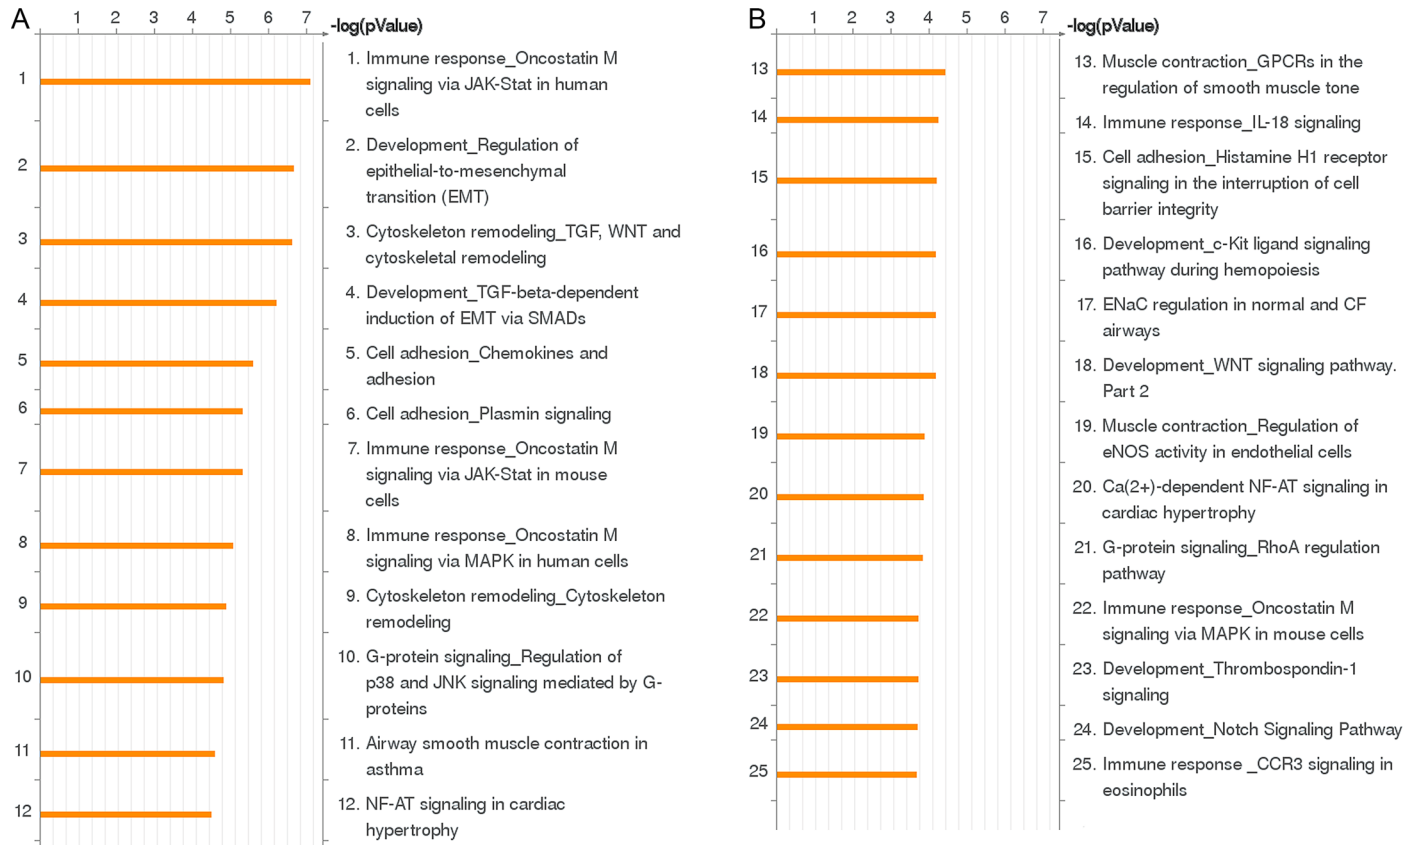 A
1 2 3 4 5 6 7
-log(pValue)
1
2
3
4
5
6
7
8
9
10
11
12
1. Immune response_Oncostatin M
signaling via JAK-Stat in human
cells
2. Development_Regulation of
epithelial-to-mesenchymal
transition (EMT)
3. Cytoskeleton remodeling_TGF, WNT and
cytoskeletal remodeling
4. Development_TGF-beta-dependent
induction of EMT via SMADs
5. Cell adhesion_Chemokines and
adhesion
6. Cell adhesion_Plasmin signaling
7. Immune response_Oncostatin M
signaling via JAK-Stat in mouse
cells
8. Immune response_Oncostatin M
signaling via MAPK in human cells
9. Cytoskeleton remodeling_Cytoskeleton
remodeling
10. G-protein signaling_Regulation of
p38 and JNK signaling mediated by G-
proteins
11. Airway smooth muscle contraction in
asthma
12. NF-AT signaling in cardiac
hypertrophy
B
1 2 3 4 5 6 7
-log(pValue)
13
14
15
16
17
18
19
20
21
22
23
24
25
13. Muscle contraction_GPCRs in the
regulation of smooth muscle tone
14. Immune response_IL-18 signaling
15. Cell adhesion_Histamine H1 receptor
signaling in the interruption of cell
barrier integrity
16. Development_c-Kit ligand signaling
pathway during hemopoiesis
17. ENaC regulation in normal and CF
airways
18. Development_WNT signaling pathway.
Part 2
19. Muscle contraction_Regulation of
eNOS activity in endothelial cells
20. Ca(2+)-dependent NF-AT signaling in
cardiac hypertrophy
21. G-protein signaling_RhoA regulation
pathway
22. Immune response_Oncostatin M
signaling via MAPK in mouse cells
23. Development_Thrombospondin-1
signaling
24. Development_Notch Signaling Pathway
25. Immune response _CCR3 signaling in
eosinophils